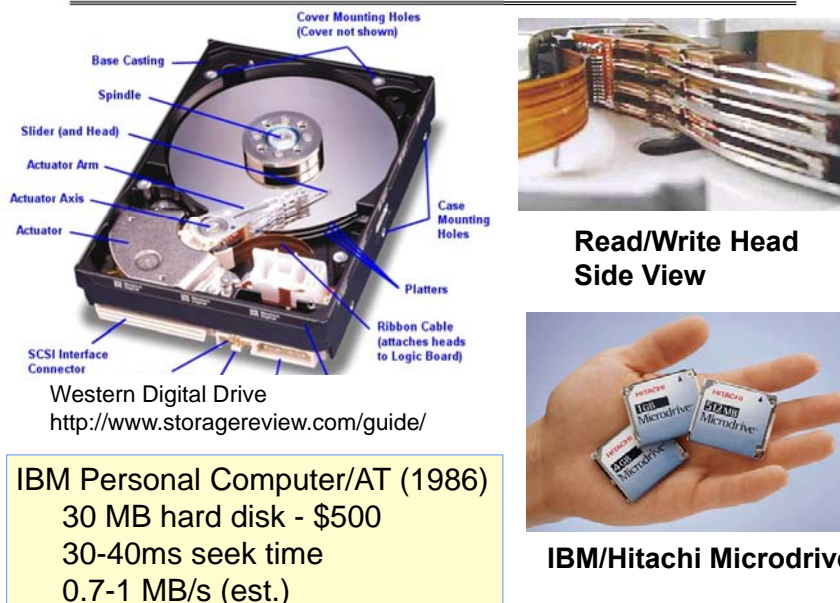 Cover Mounting Holes
(Cover not shown)
Base Casting
Spindle
Slider (and Head)
Actuator Arm
Actuator Axis
Actuator
Case
Mounting
Holes
Platters
Ribbon Cable
(attaches heads
to Logic Board)
SCSI Interface
Connector
Western Digital Drive
http://www.storagereview.com/guide/
Read/Write Head
Side View
HITACHI
1GB
Microdrive
HITACHI
512MB
Microdrive
HITACHI
4GB
Microdrive
IBM/Hitachi Microdrive
IBM Personal Computer/AT (1986)
30 MB hard disk - $500
30-40ms seek time
0.7-1 MB/s (est.)